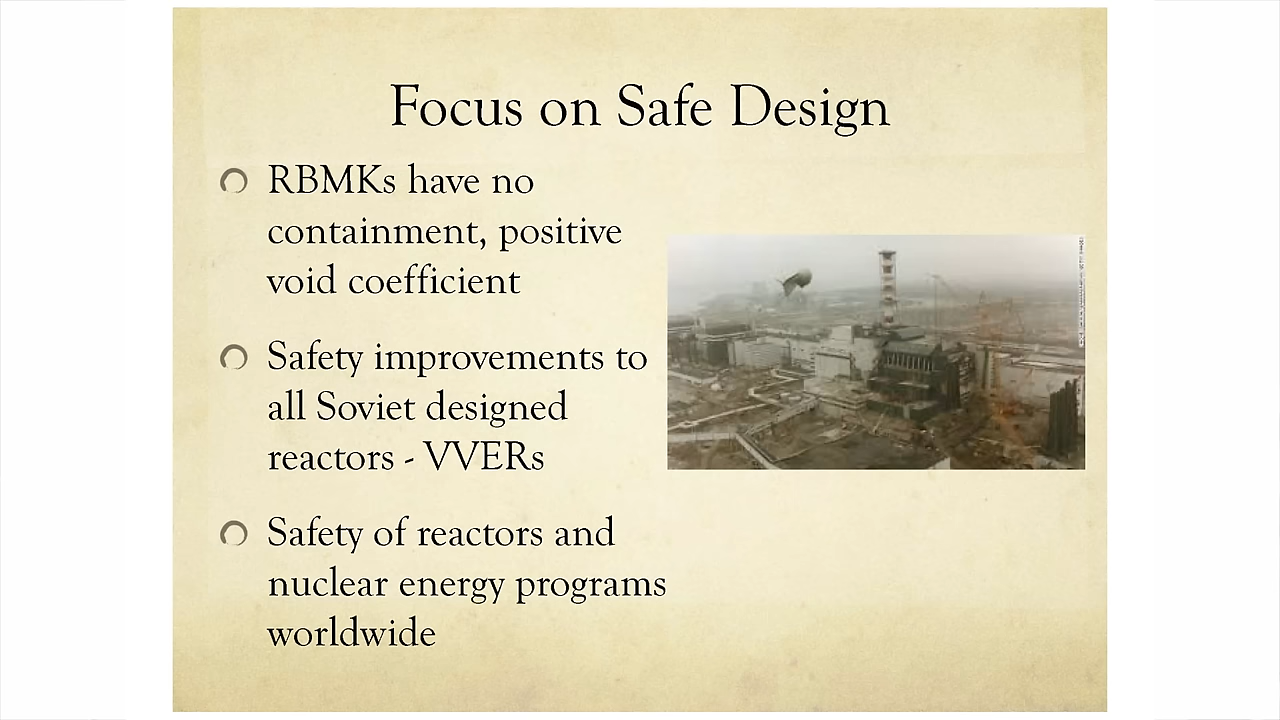 Focus on Safe Design
RBMKs have no
containment, positive
void coefficient
Safety improvements to
all Soviet designed
reactors - VVERs
Safety of reactors and
nuclear energy programs
worldwide